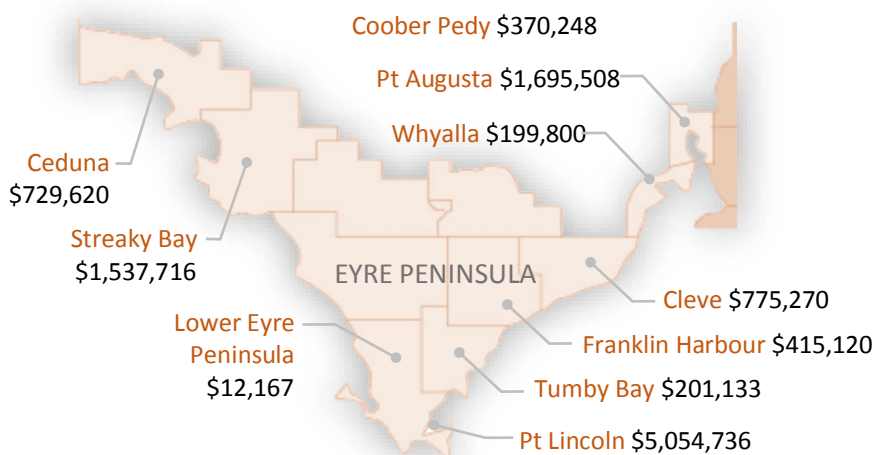 Coober Pedy $370,248
Pt Augusta $1,695,508
Whyalla $199,800
Ceduna
$729,620
Streaky Bay
$1,537,716
EYRE PENINSULA
Cleve $775,270
Lower Eyre
Peninsula
$12,167
Franklin Harbour $415,120
Tumby Bay $201,133
Pt Lincoln $5,054,736